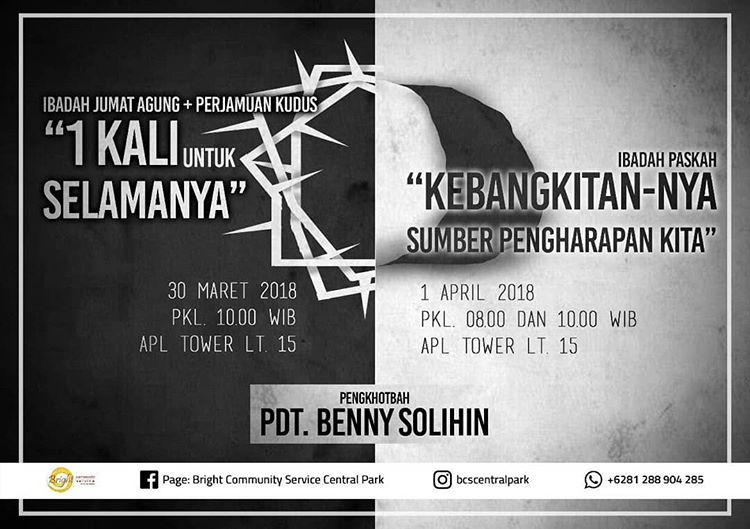 IBADAH JUMAT AGUNG + PERJAMUAN KUDUS
"1 KALI UNTUK
SELAMANYA"
30 MARET 2018
PKL. 10.00 WIB
APL TOWER LT. 15
IBADAH PASKAH
"KEBANGKITAN-NYA
SUMBER PENGHARAPAN KITA"
1 APRIL 2018
PKL. 08.00 DAN 10.00 WIB
APL TOWER LT. 15
PENGKHOTBAH
PDT. BENNY SOLIHIN
Bright
community
service
Page: Bright Community Service Central Park
bcscentralpark
+6281 288 904 285